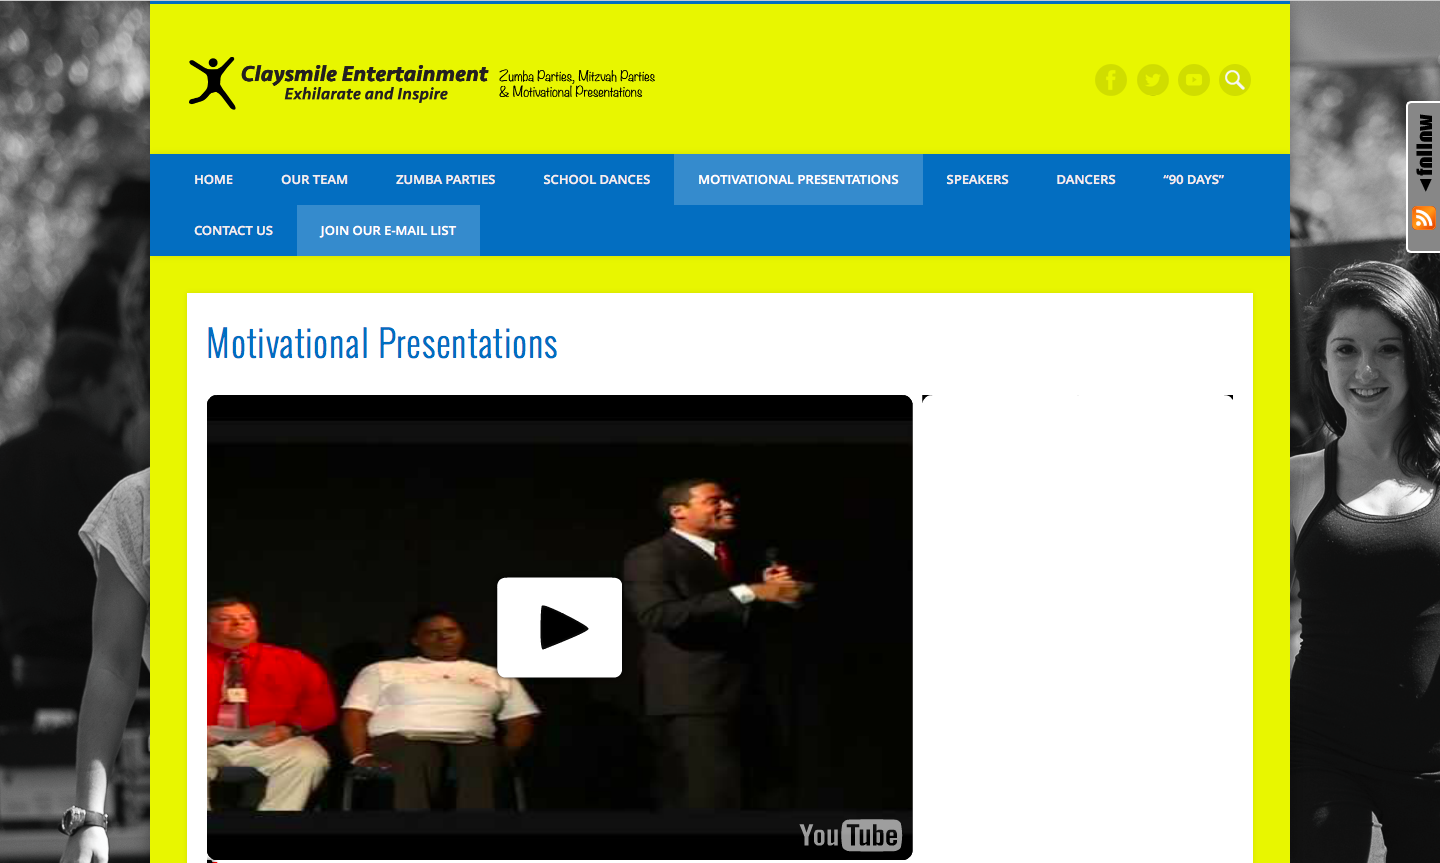 Claysmile Entertainment
Exhilarate and Inspire
Zumba Parties, Mitzvah Parties
& Motivational Presentations
follow
HOME
OUR TEAM
ZUMBA PARTIES
SCHOOL DANCES
MOTIVATIONAL PRESENTATIONS
SPEAKERS
DANCERS
“90 DAYS”
CONTACT US
JOIN OUR E-MAIL LIST
Motivational Presentations
YouTube